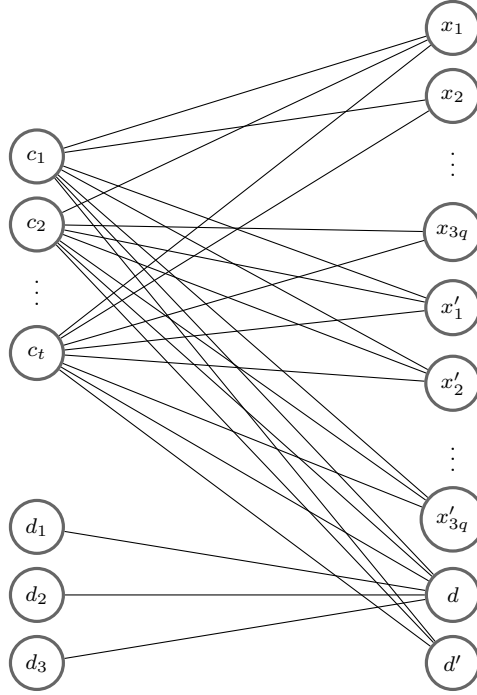 c₁
c₂
⋮
cₜ
d₁
d₂
d₃
x₁
x₂
⋮
x₃q
x′₁
x′₂
⋮
x′₃q
d
d′